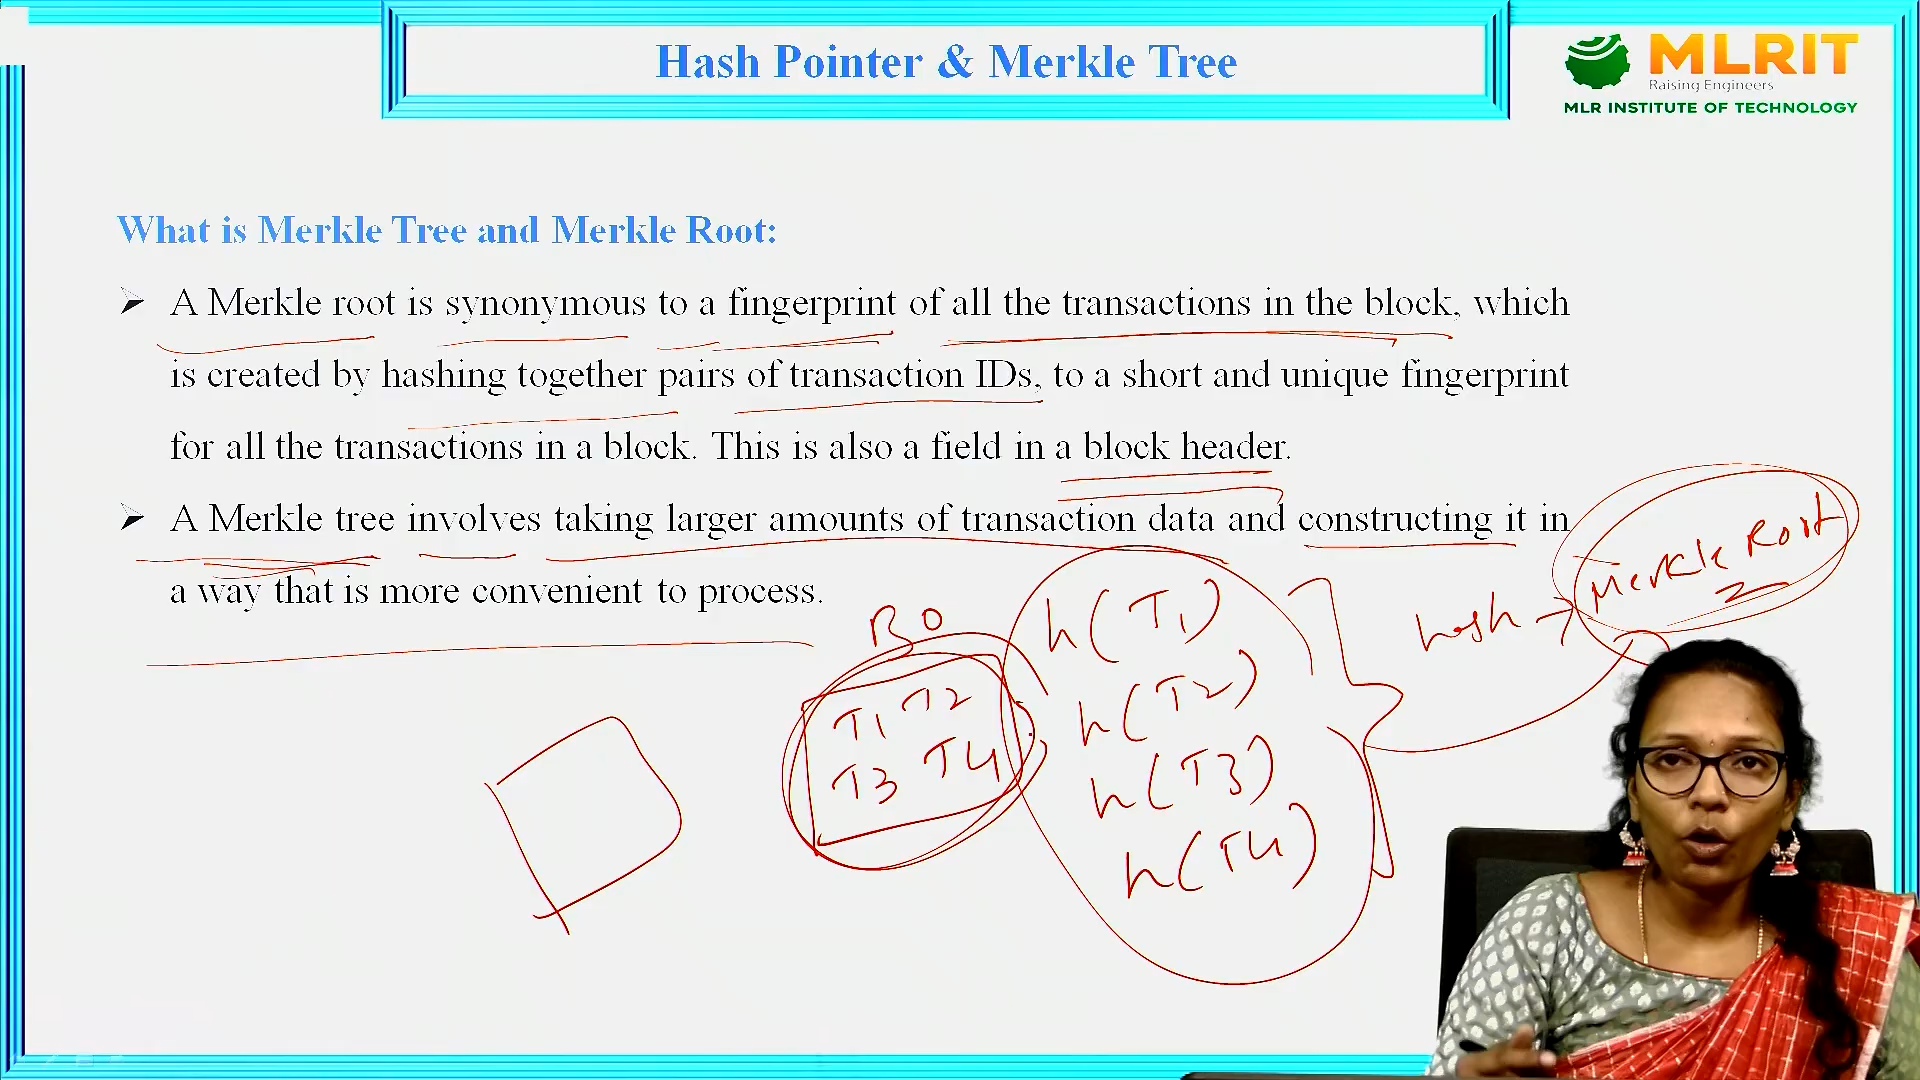 Hash Pointer & Merkle Tree
MLRIT
Raising Engineers
MLR INSTITUTE OF TECHNOLOGY
What is Merkle Tree and Merkle Root:
A Merkle root is synonymous to a fingerprint of all the transactions in the block, which
is created by hashing together pairs of transaction IDs, to a short and unique fingerprint
for all the transactions in a block. This is also a field in a block header.
A Merkle tree involves taking larger amounts of transaction data and constructing it in
a way that is more convenient to process.
B0
T1 T2
T3 T4
h(T1)
h(T2)
h(T3)
h(T4)
hash →
Merkle Root